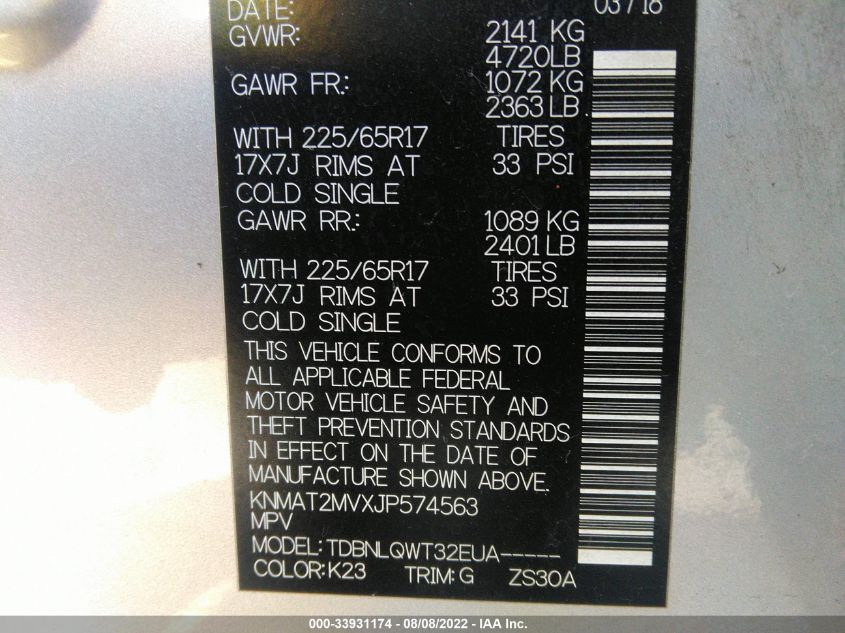 DATE: 03/18
GVWR: 2141 KG
4720LB
GAWR FR.: 1072 KG
2363 LB
WITH 225/65R17 TIRES
17X7J RIMS AT 33 PSI
COLD SINGLE
GAWR RR.: 1089 KG
2401 LB
WITH 225/65R17 TIRES
17X7J RIMS AT 33 PSI
COLD SINGLE
THIS VEHICLE CONFORMS TO
ALL APPLICABLE FEDERAL
MOTOR VEHICLE SAFETY AND
THEFT PREVENTION STANDARDS
IN EFFECT ON THE DATE OF
MANUFACTURE SHOWN ABOVE.
KNMAT2MVXJP574563
MPV
MODEL: TDBNLQWT32EUA-----
COLOR: K23 TRIM: G ZS30A
000-33931174 - 08/08/2022 - IAA Inc.